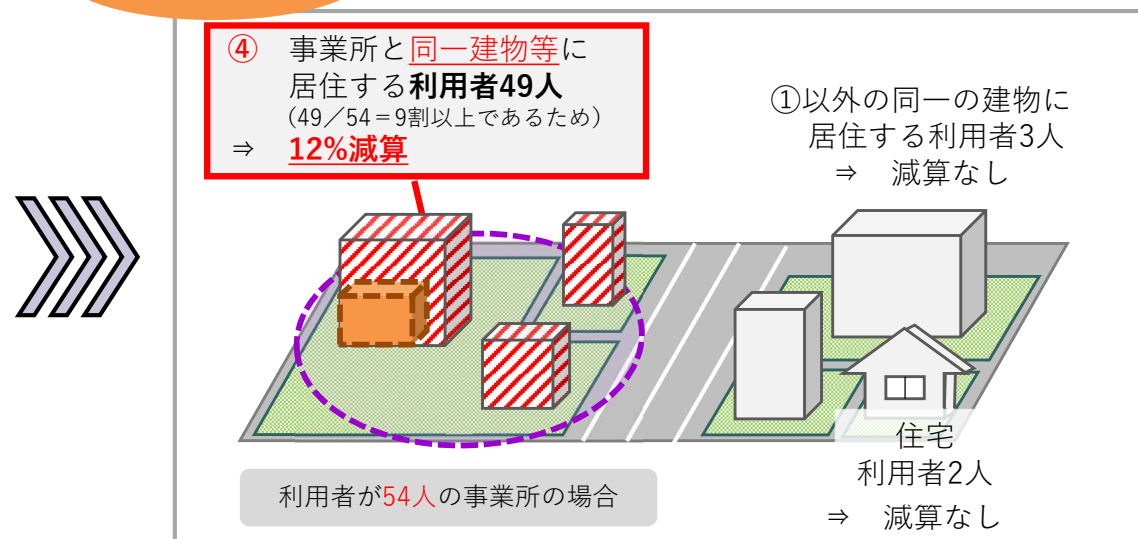 ④ 事業所と同一建物等に
居住する利用者49人
（49／54＝9割以上であるため）
⇒ 12%減算
①以外の同一の建物に
居住する利用者3人
⇒ 減算なし
住宅
利用者2人
⇒ 減算なし
利用者が54人の事業所の場合